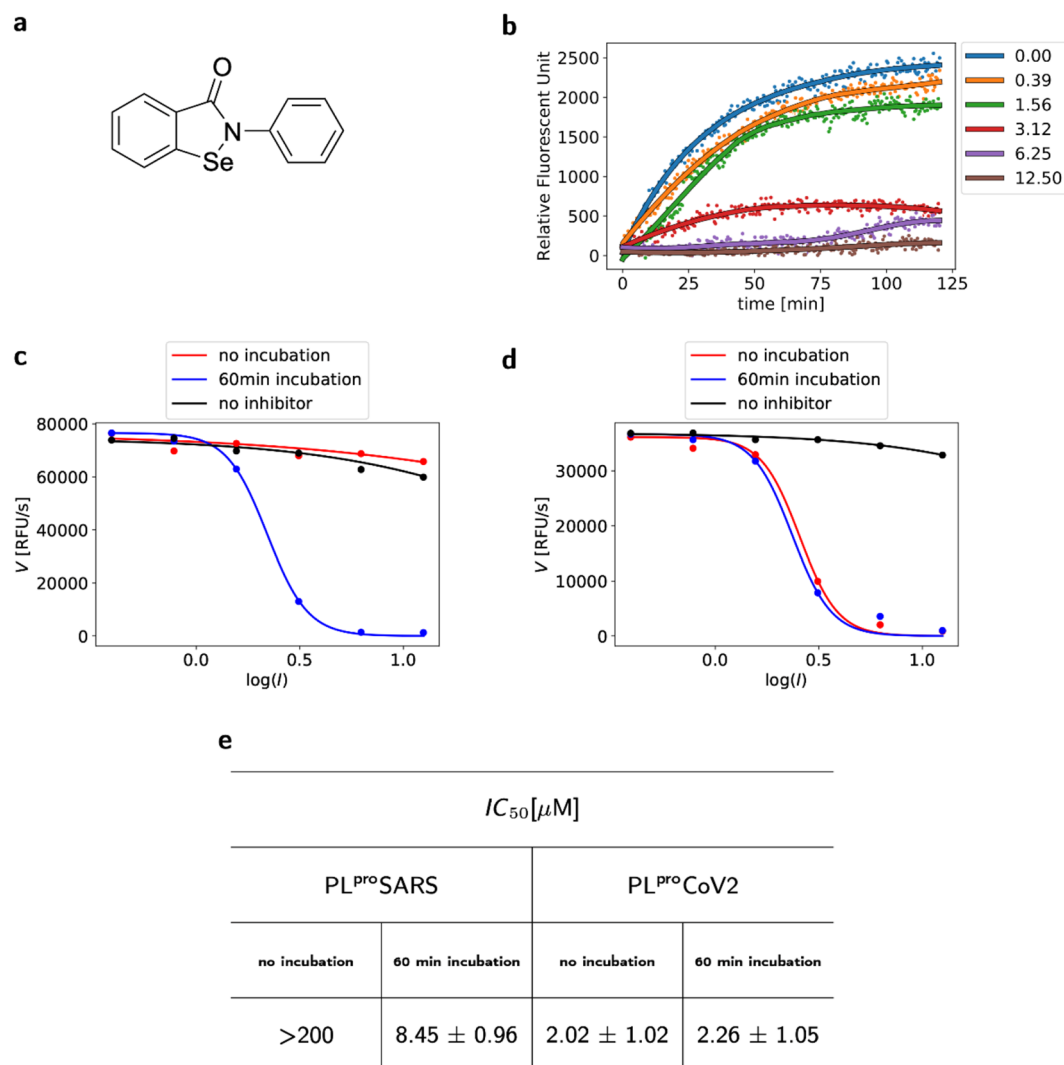 a
O
N
Se
b
Relative Fluorescent Unit
2500
2000
1500
1000
500
0
0 25 50 75 100 125
time [min]
0.00
0.39
1.56
3.12
6.25
12.50
c
no incubation
60min incubation
no inhibitor
V [RFU/s]
80000
60000
40000
20000
0
0.0 0.5 1.0
log(I)
d
no incubation
60min incubation
no inhibitor
V [RFU/s]
30000
20000
10000
0
0.0 0.5 1.0
log(I)
e
IC50[μM]
PLproSARS PLproCoV2
no incubation 60 min incubation no incubation 60 min incubation
>200 8.45 ± 0.96 2.02 ± 1.02 2.26 ± 1.05